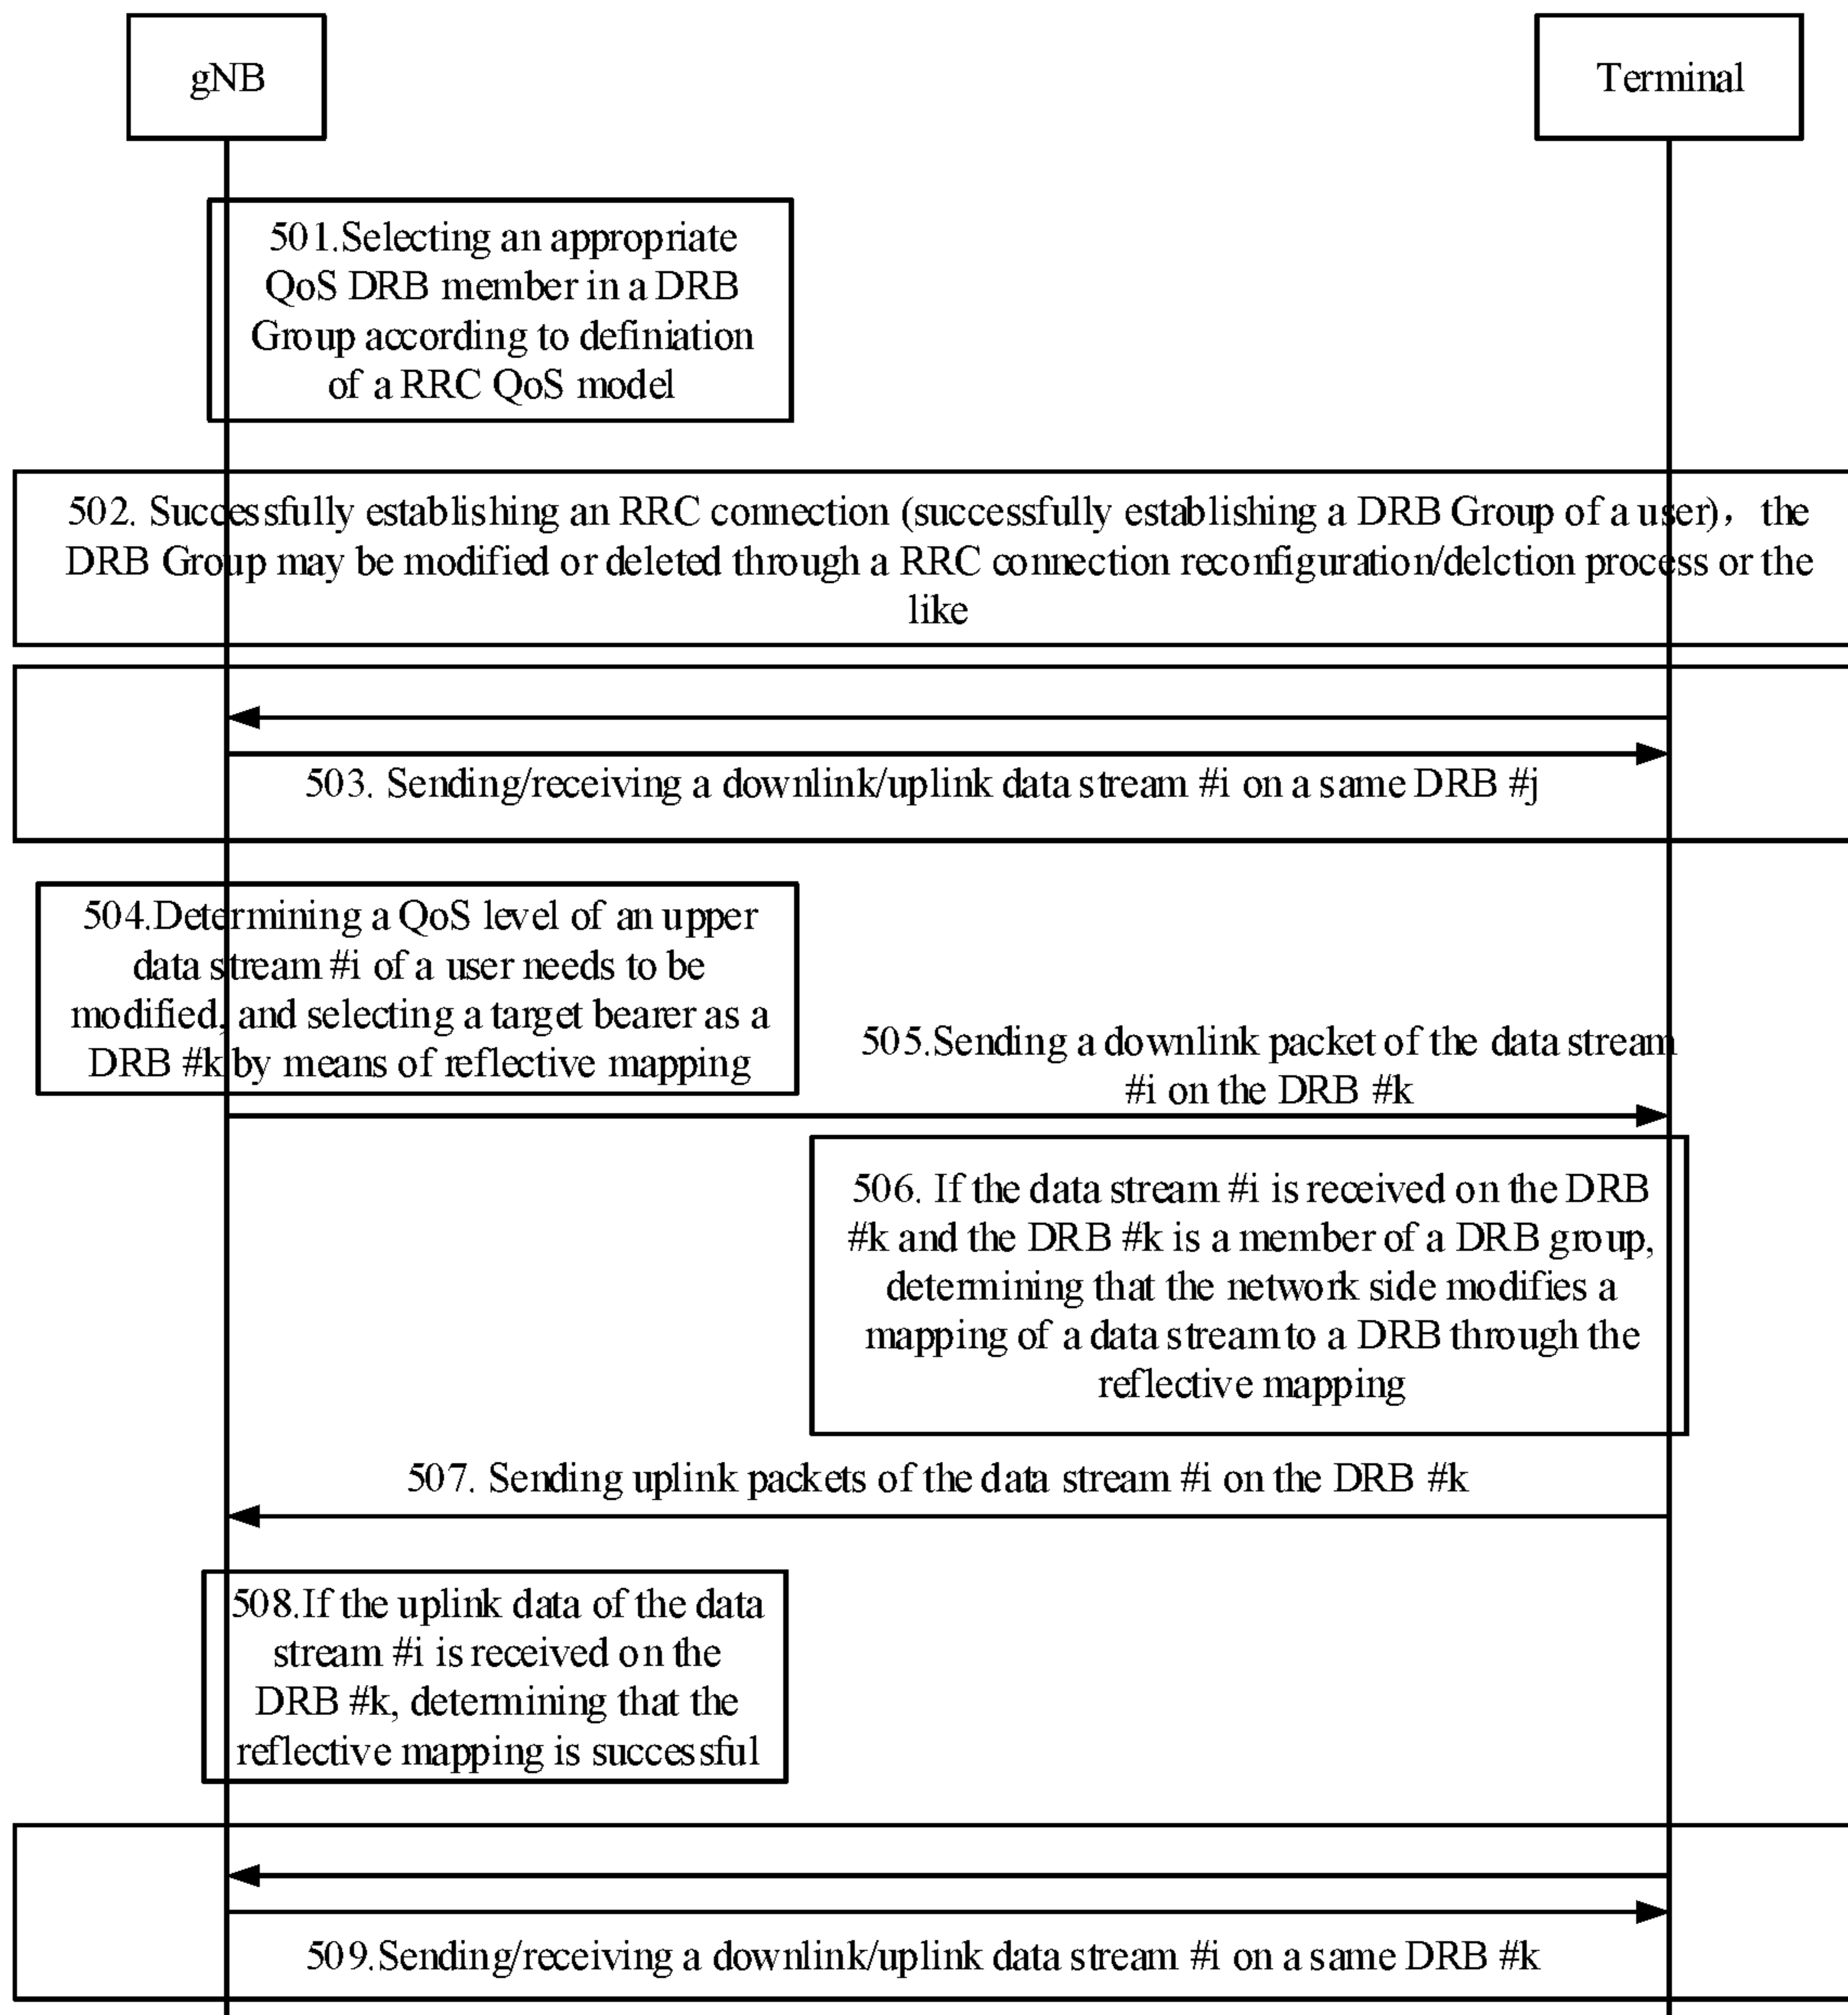 gNB
Terminal
501.Selecting an appropriate
QoS DRB member in a DRB
Group according to definiation
of a RRC QoS model
502. Successfully establishing an RRC connection (successfully establishing a DRB Group of a user)，the
DRB Group may be modified or deleted through a RRC connection reconfiguration/delction process or the
like
503. Sending/receiving a downlink/uplink data stream #i on a same DRB #j
504.Determining a QoS level of an upper
data stream #i of a user needs to be
modified, and selecting a target bearer as a
DRB #k by means of reflective mapping
505.Sending a downlink packet of the data stream
#i on the DRB #k
506. If the data stream #i is received on the DRB
#k and the DRB #k is a member of a DRB group,
determining that the network side modifies a
mapping of a data stream to a DRB through the
reflective mapping
507. Sending uplink packets of the data stream #i on the DRB #k
508.If the uplink data of the data
stream #i is received on the
DRB #k, determining that the
reflective mapping is successful
509.Sending/receiving a downlink/uplink data stream #i on a same DRB #k